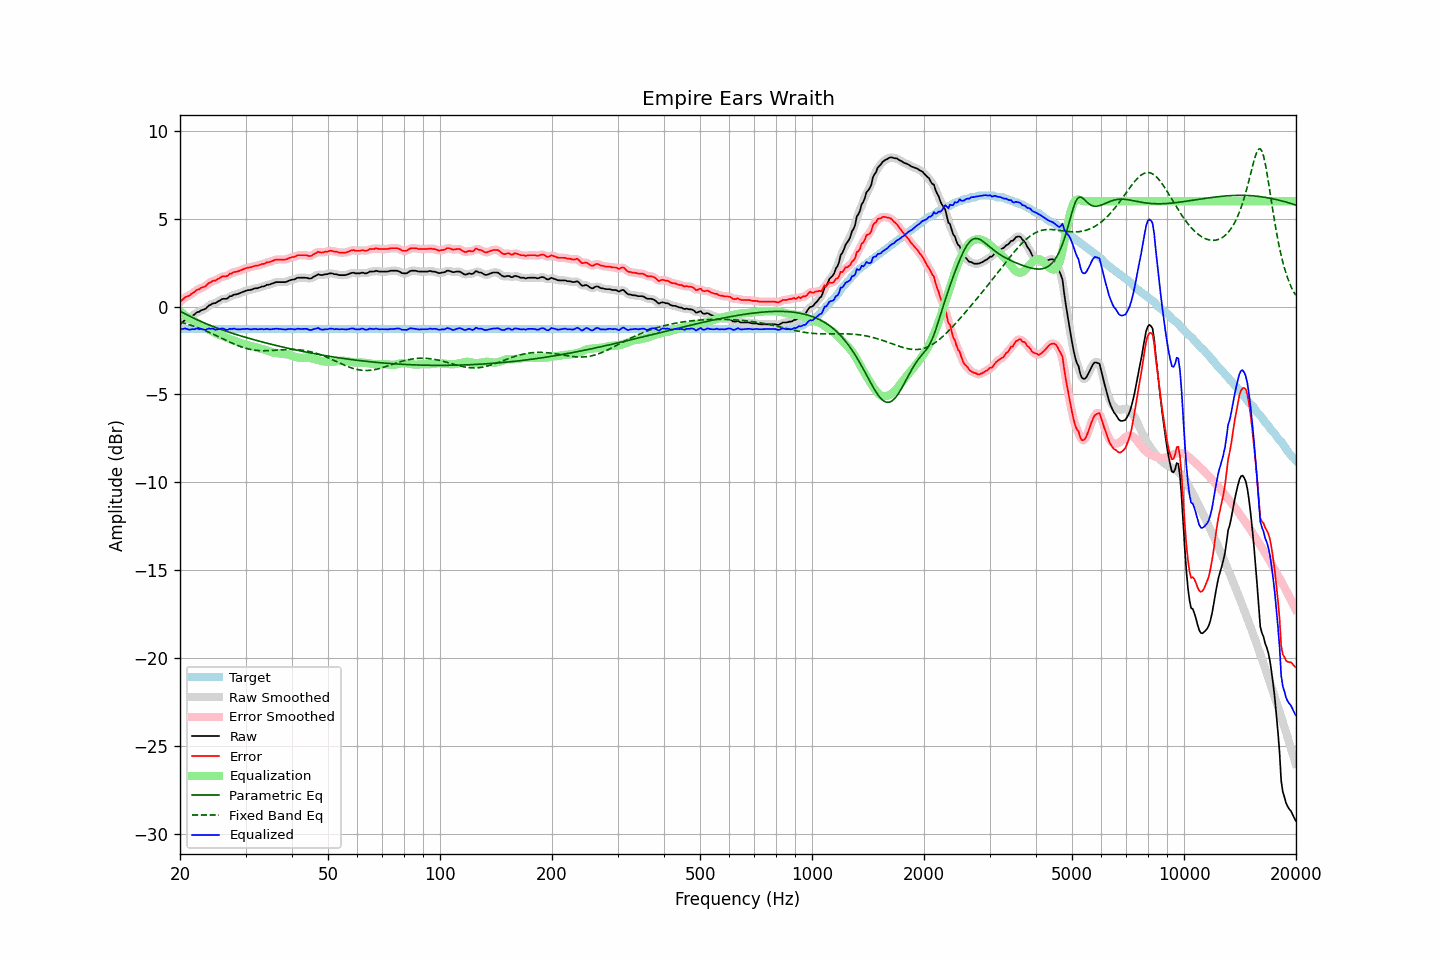 Empire Ears Wraith
Amplitude (dBr)
10
5
0
−5
−10
−15
−20
−25
−30
Target
Raw Smoothed
Error Smoothed
Raw
Error
Equalization
Parametric Eq
Fixed Band Eq
Equalized
20 50 100 200 500 1000 2000 5000 10000 20000
Frequency (Hz)